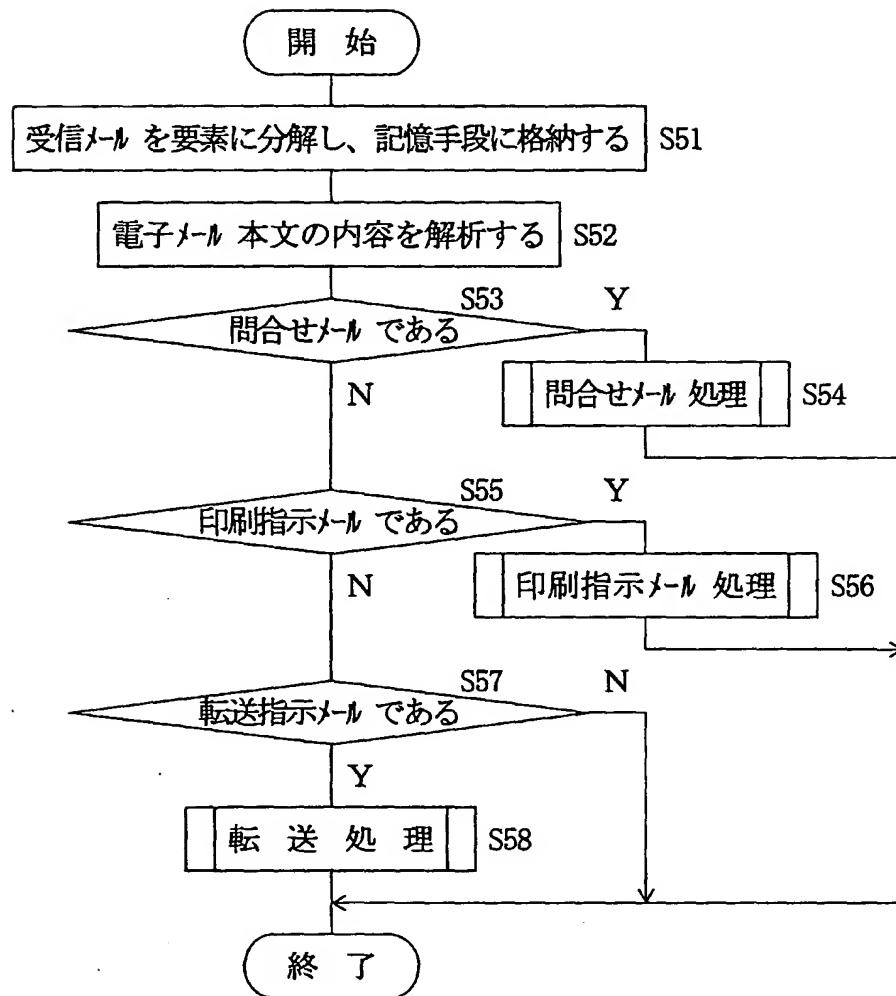 開 始
受信メール を要素に分解し、記憶手段に格納する
S51
電子メール 本文の内容を解析する
S52
S53
Y
問合せメール である
N
問合せメール 処理
S54
S55
Y
印刷指示メール である
N
印刷指示メール 処理
S56
S57
N
転送指示メール である
Y
転 送 処 理
S58
終 了